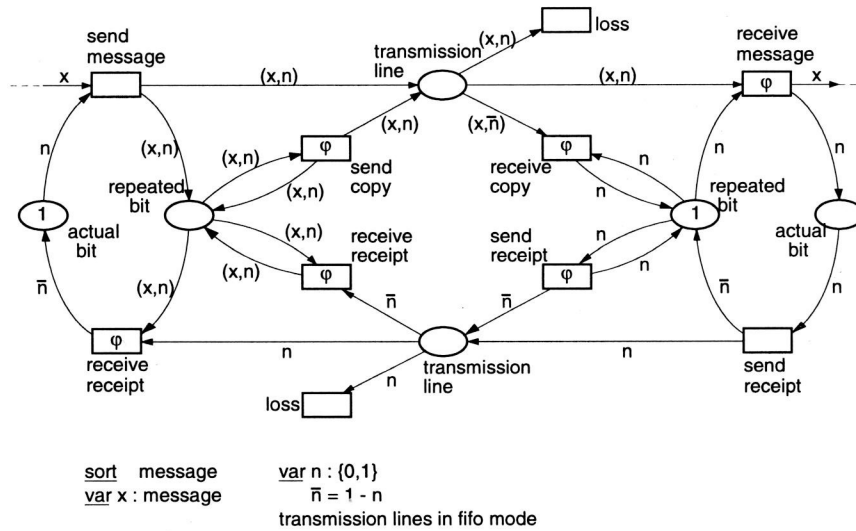 loss
send
message
transmission
line
(x,n)
receive
message
x
(x,n)
(x,n)
φ
x
(x,n)
(x,n̄)
n
(x,n)
(x,n)
φ
φ
n
n
n
repeated
bit
send
copy
receive
copy
n
repeated
bit
1
actual
bit
(x,n)
receive
receipt
send
receipt
n
1
actual
bit
(x,n)
(x,n)
φ
φ
n
n̄
(x,n)
n̄
n̄
n̄
n
φ
n
n
receive
receipt
n
transmission
line
send
receipt
loss
sort message
var n : {0,1}
var x : message
n̄ = 1 - n
transmission lines in fifo mode